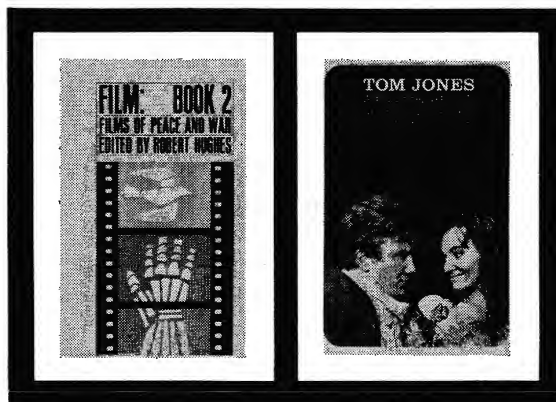 FILM: BOOK 2
FILMS OF PEACE AND WAR
EDITED BY ROBERT HUGHES
TOM JONES